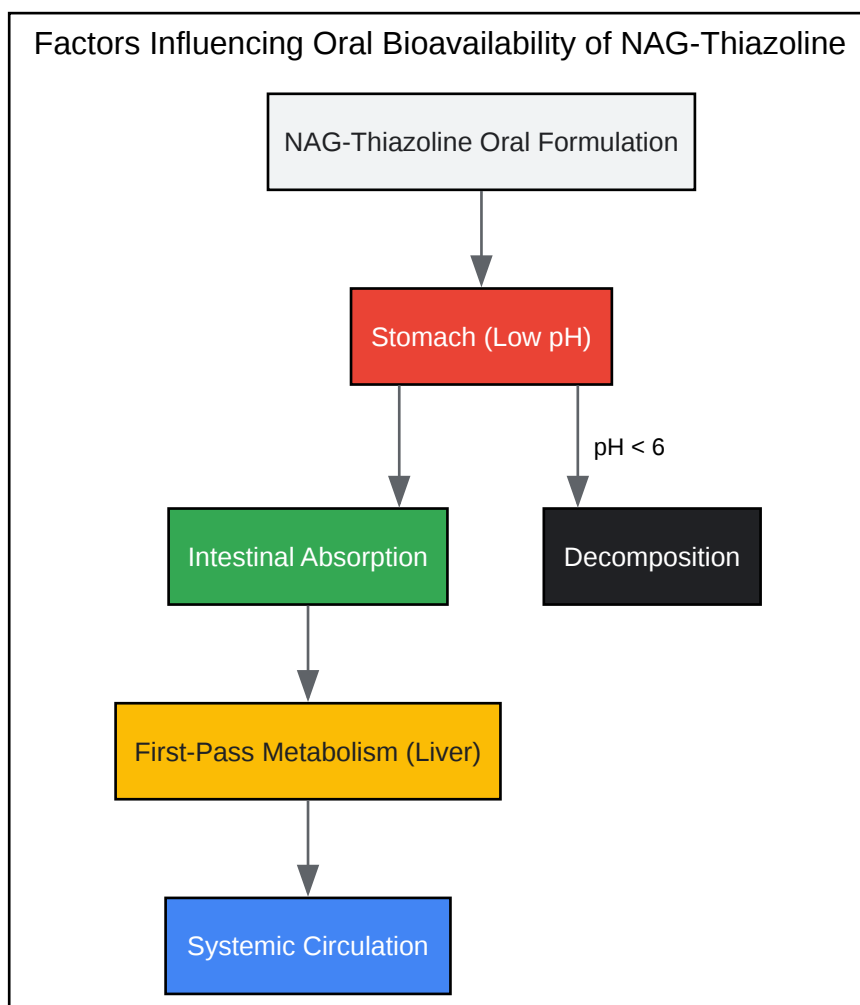 Factors Influencing Oral Bioavailability of NAG-Thiazoline
NAG-Thiazoline Oral Formulation
Stomach (Low pH)
pH < 6
Intestinal Absorption
Decomposition
First-Pass Metabolism (Liver)
Systemic Circulation